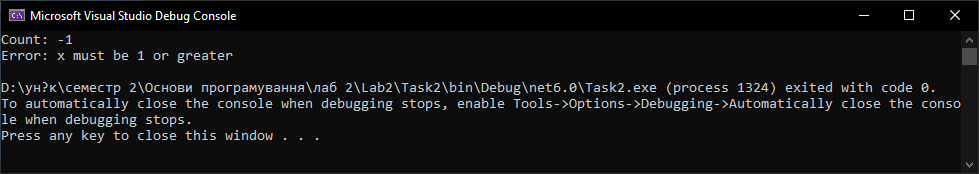 Microsoft Visual Studio Debug Console
Count: -1
Error: x must be 1 or greater
D:\ун?к\семестр 2\Основи програмування\лаб 2\Lab2\Task2\bin\Debug\net6.0\Task2.exe (process 1324) exited with code 0.
To automatically close the console when debugging stops, enable Tools->Options->Debugging->Automatically close the conso
le when debugging stops.
Press any key to close this window . . .